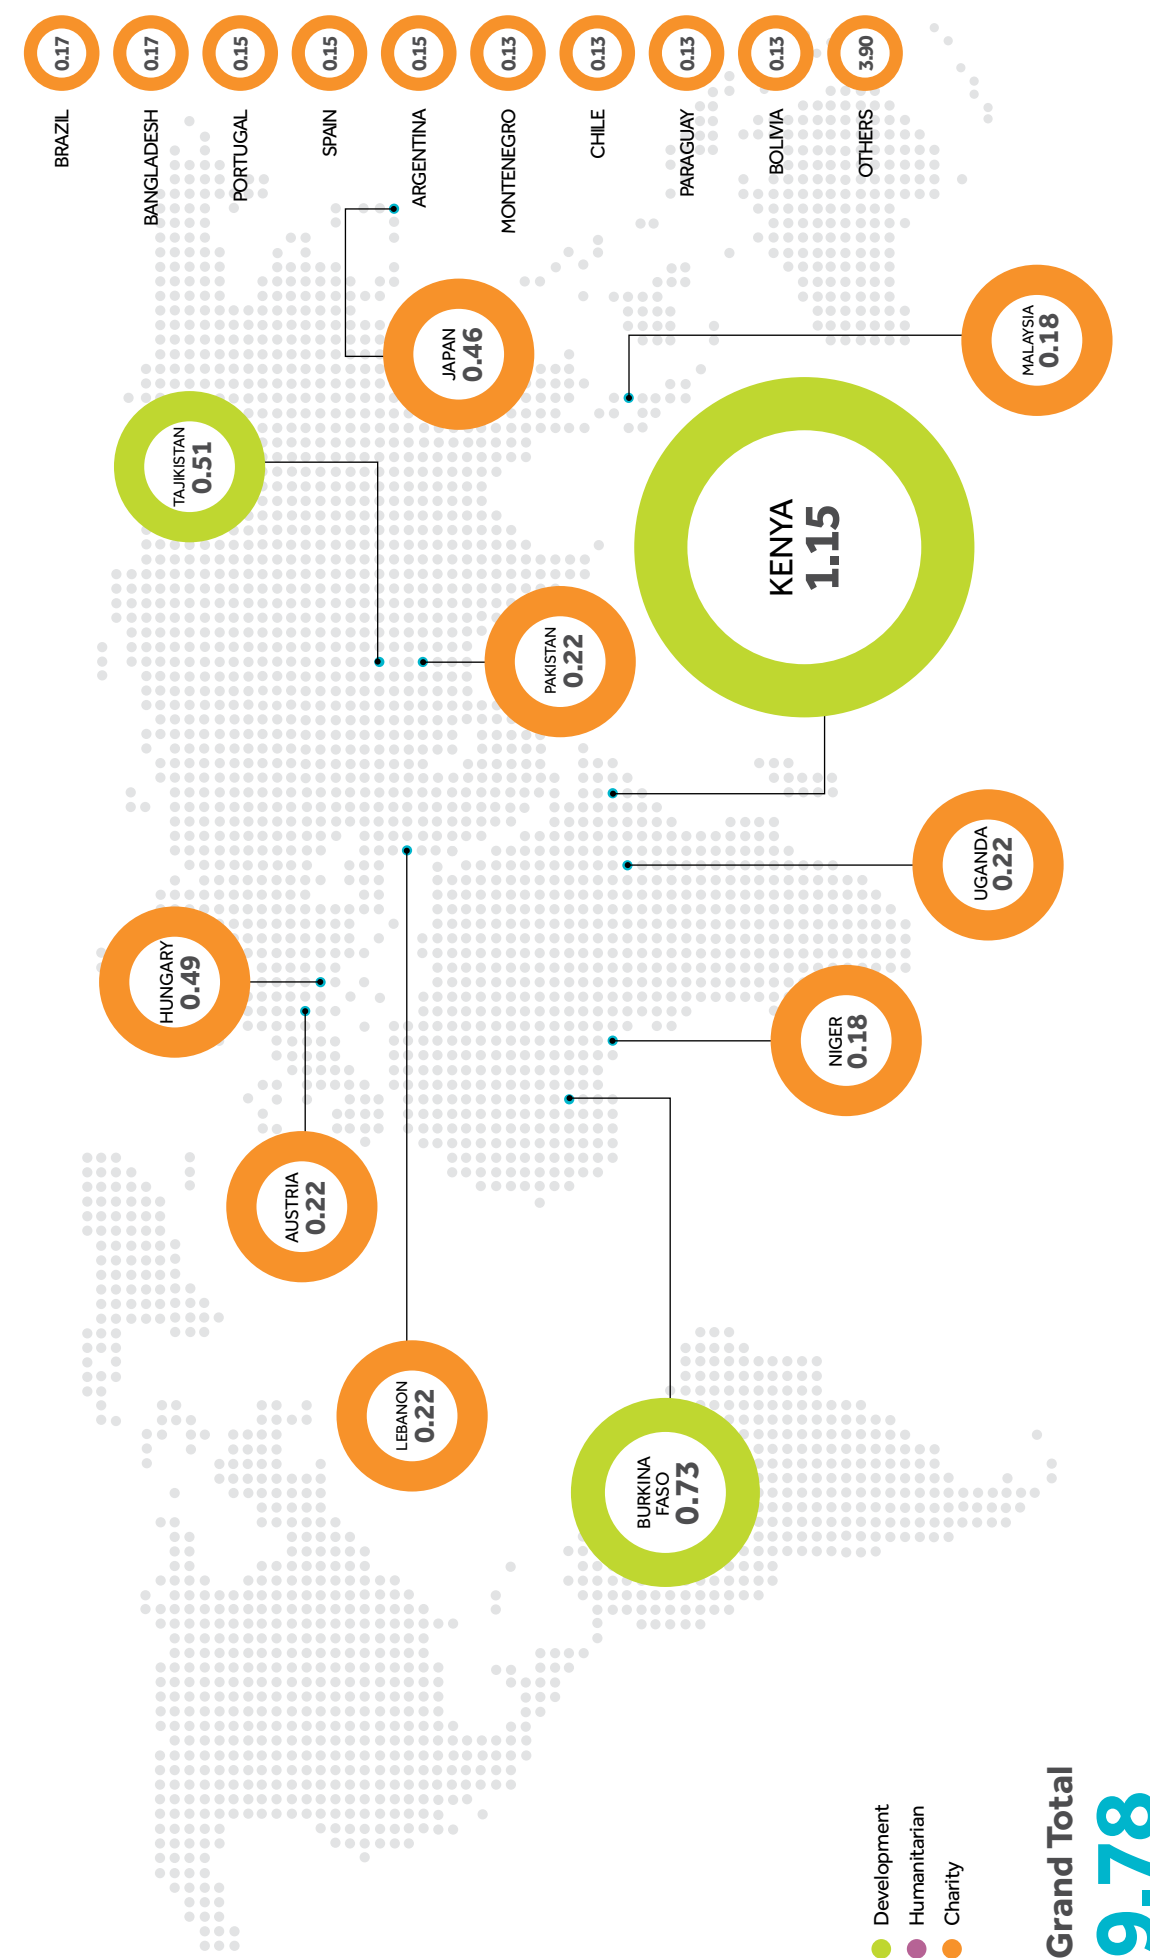 TAJIKISTAN
0.51
JAPAN
0.46
HUNGARY
0.49
AUSTRIA
0.22
LEBANON
0.22
PAKISTAN
0.22
BURKINA
FASO
0.73
KENYA
1.15
NIGER
0.18
UGANDA
0.22
MALAYSIA
0.18
0.17
BRAZIL
0.17
BANGLADESH
0.15
PORTUGAL
0.15
SPAIN
0.15
ARGENTINA
0.13
MONTENEGRO
0.13
CHILE
0.13
PARAGUAY
0.13
BOLIVIA
3.90
OTHERS
Development
Humanitarian
Charity
Grand Total
9.78